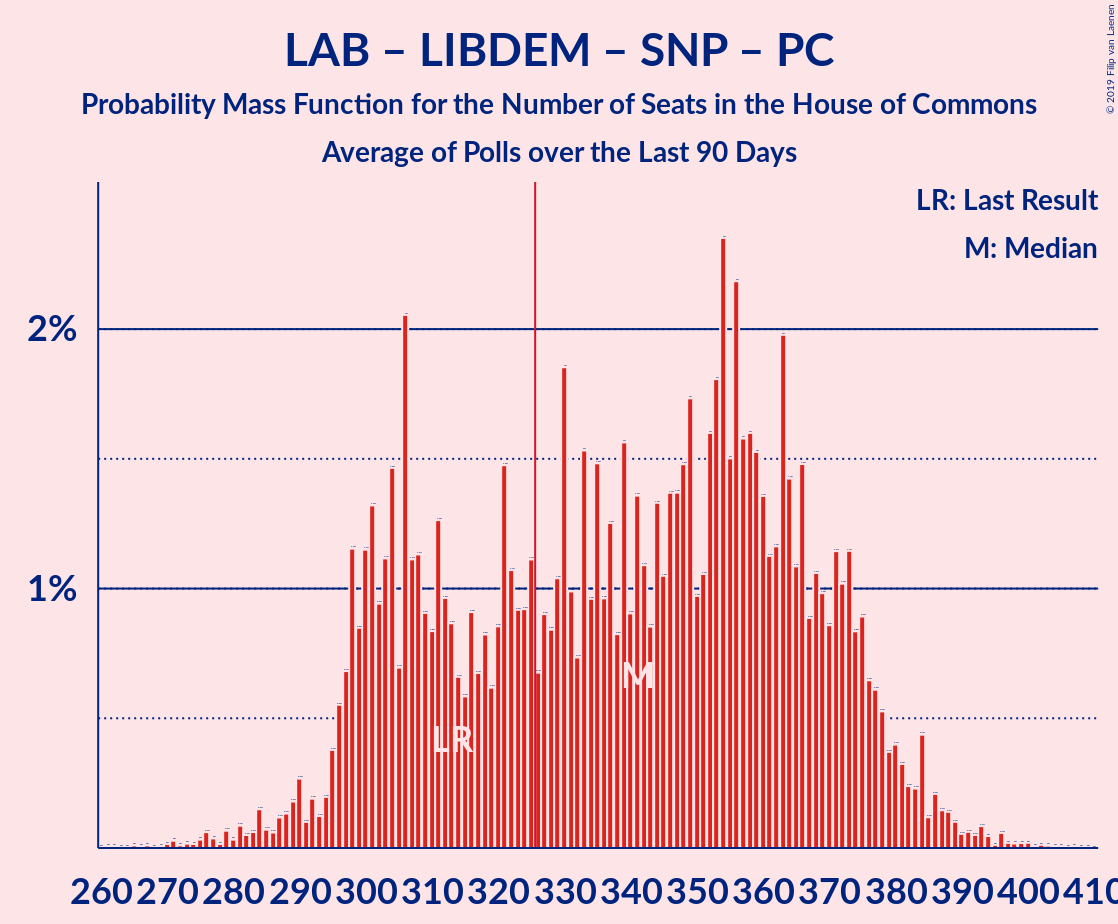 LAB – LIBDEM – SNP – PC
Probability Mass Function for the Number of Seats in the House of Commons
Average of Polls over the Last 90 Days
© 2019 Filip van Laenen
LR: Last Result
M: Median
2%
1%
M
LR
260 270 280 290 300 310 320 330 340 350 360 370 380 390 400 410